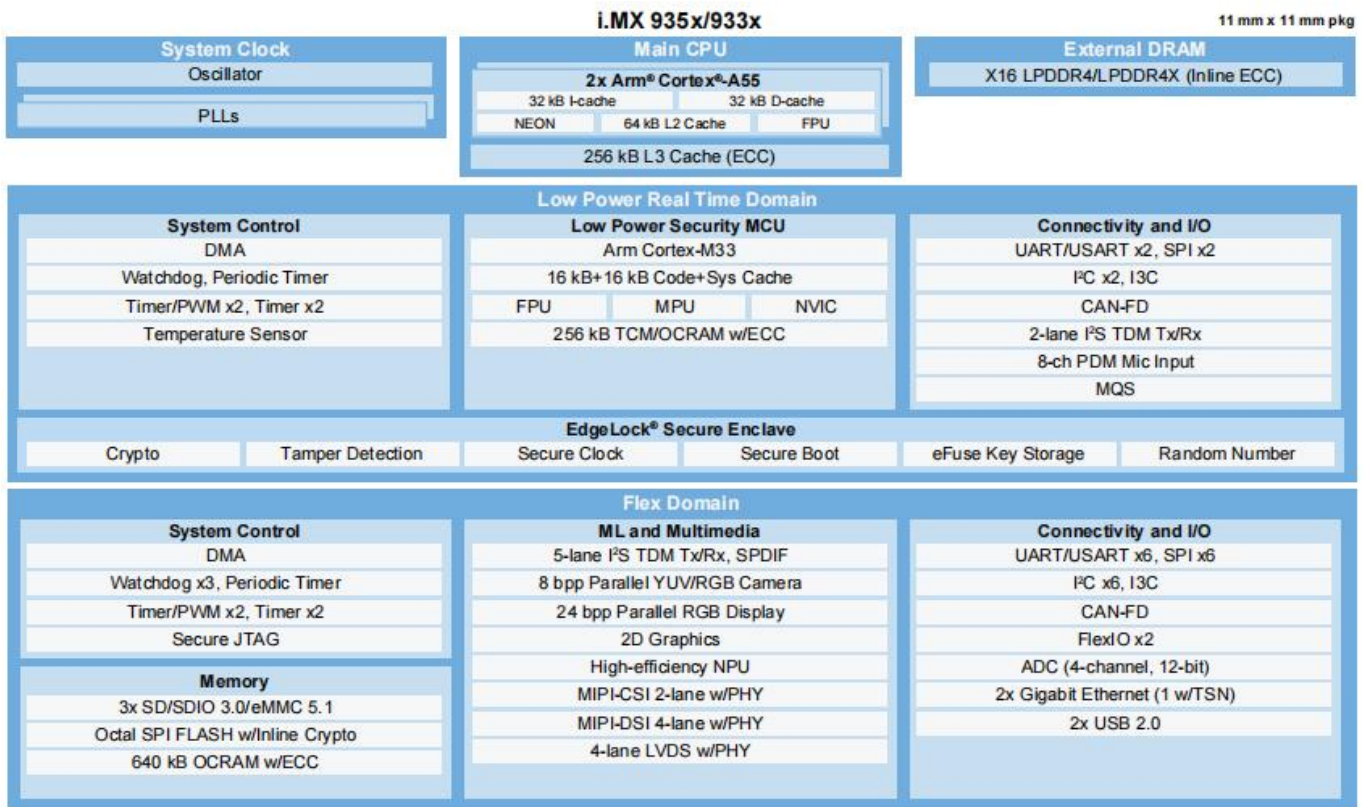 i.MX 935x/933x
11 mm x 11 mm pkg
System Clock
Oscillator
PLLs
Main CPU
2x Arm® Cortex®-A55
32 kB I-cache
32 kB D-cache
NEON
64 kB L2 Cache
FPU
256 kB L3 Cache (ECC)
External DRAM
X16 LPDDR4/LPDDR4X (Inline ECC)
Low Power Real Time Domain
System Control
DMA
Watchdog, Periodic Timer
Timer/PWM x2, Timer x2
Temperature Sensor
Low Power Security MCU
Arm Cortex-M33
16 kB+16 kB Code+Sys Cache
FPU
MPU
NVIC
256 kB TCM/OCRAM w/ECC
Connectivity and I/O
UART/USART x2, SPI x2
I²C x2, I3C
CAN-FD
2-lane I²S TDM Tx/Rx
8-ch PDM Mic Input
MQS
EdgeLock® Secure Enclave
Crypto
Tamper Detection
Secure Clock
Secure Boot
eFuse Key Storage
Random Number
Flex Domain
System Control
DMA
Watchdog x3, Periodic Timer
Timer/PWM x2, Timer x2
Secure JTAG
Memory
3x SD/SDIO 3.0/eMMC 5.1
Octal SPI FLASH w/Inline Crypto
640 kB OCRAM w/ECC
ML and Multimedia
5-lane I²S TDM Tx/Rx, SPDIF
8 bpp Parallel YUV/RGB Camera
24 bpp Parallel RGB Display
2D Graphics
High-efficiency NPU
MIPI-CSI 2-lane w/PHY
MIPI-DSI 4-lane w/PHY
4-lane LVDS w/PHY
Connectivity and I/O
UART/USART x6, SPI x6
I²C x6, I3C
CAN-FD
FlexIO x2
ADC (4-channel, 12-bit)
2x Gigabit Ethernet (1 w/TSN)
2x USB 2.0